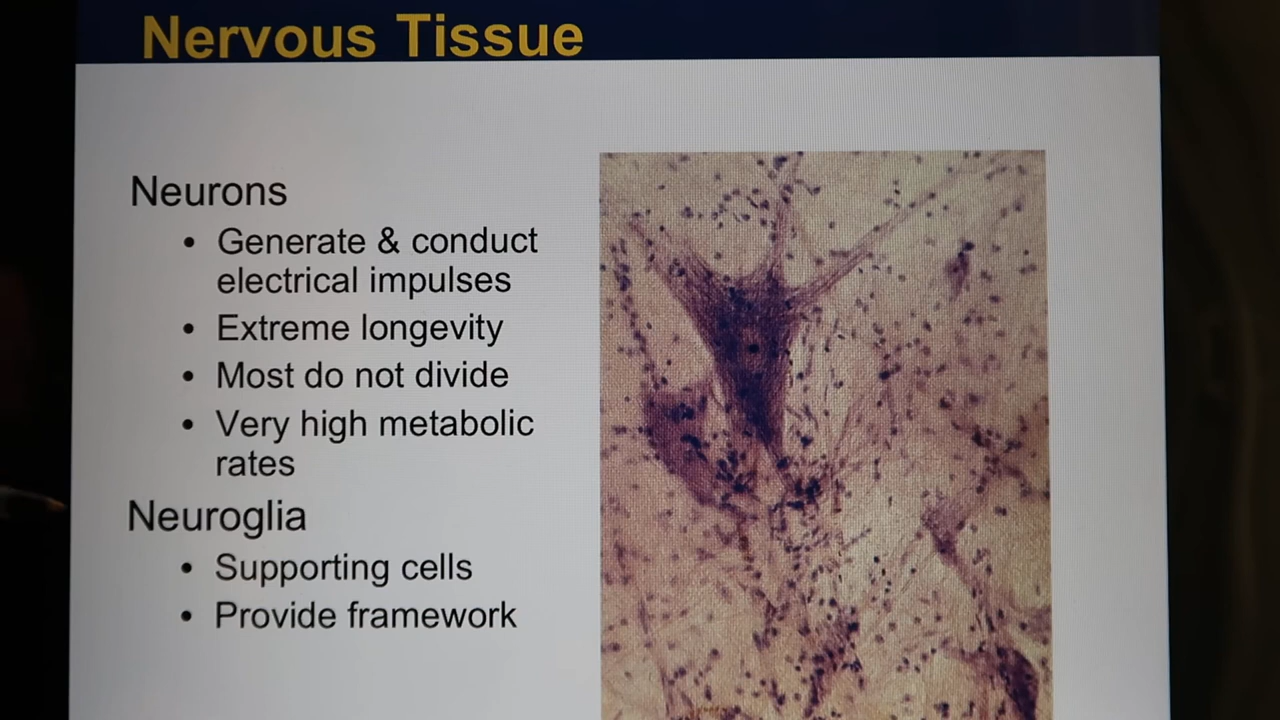 Nervous Tissue
Neurons
• Generate & conduct
electrical impulses
• Extreme longevity
• Most do not divide
• Very high metabolic
rates
Neuroglia
• Supporting cells
• Provide framework